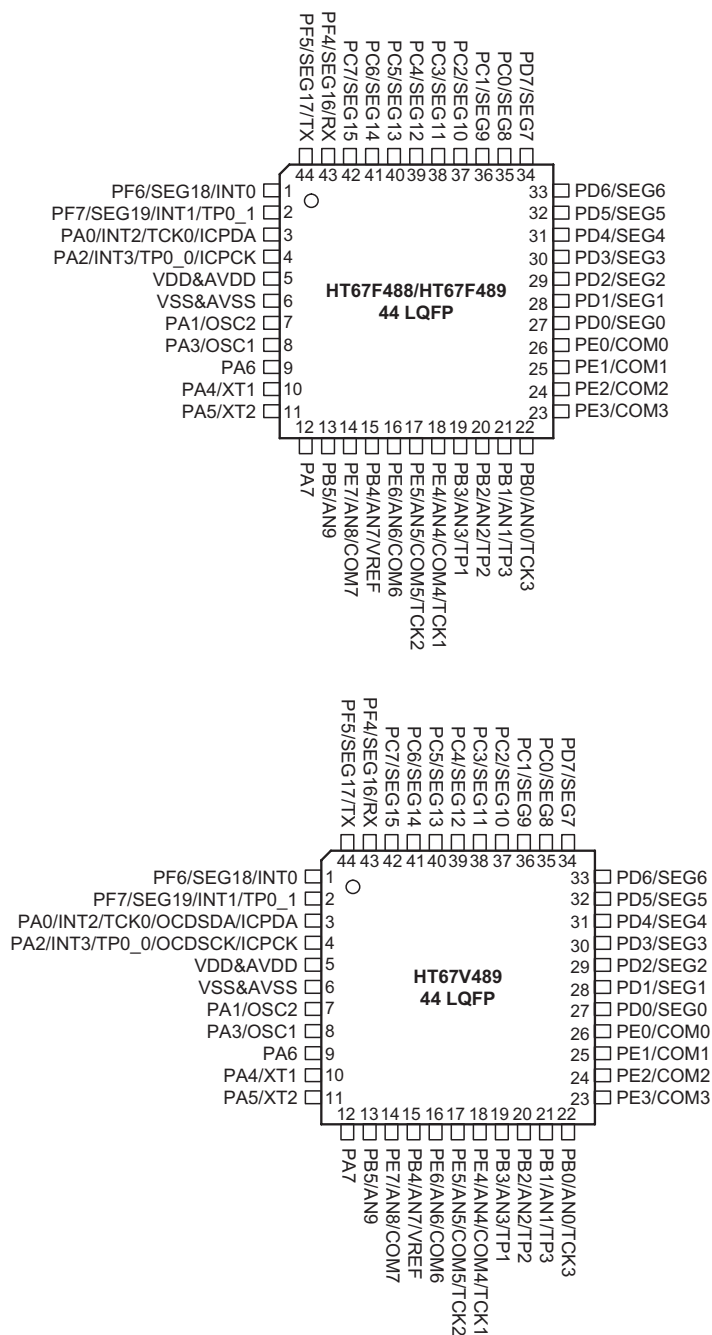 PF5/SEG17/TX
PF4/SEG16/RX
PC7/SEG15
PC6/SEG14
PC5/SEG13
PC4/SEG12
PC3/SEG11
PC2/SEG10
PC1/SEG9
PC0/SEG8
PD7/SEG7
44 43 42 41 40 39 38 37 36 35 34
PF6/SEG18/INT0 1
PF7/SEG19/INT1/TP0_1 2
PA0/INT2/TCK0/ICPDA 3
PA2/INT3/TP0_0/ICPCK 4
VDD&AVDD 5
VSS&AVSS 6
PA1/OSC2 7
PA3/OSC1 8
PA6 9
PA4/XT1 10
PA5/XT2 11
HT67F488/HT67F489
44 LQFP
33 PD6/SEG6
32 PD5/SEG5
31 PD4/SEG4
30 PD3/SEG3
29 PD2/SEG2
28 PD1/SEG1
27 PD0/SEG0
26 PE0/COM0
25 PE1/COM1
24 PE2/COM2
23 PE3/COM3
12 13 14 15 16 17 18 19 20 21 22
PA7
PB5/AN9
PE7/AN8/COM7
PB4/AN7/VREF
PE6/AN6/COM6
PE5/AN5/COM5/TCK2
PE4/AN4/COM4/TCK1
PB3/AN3/TP1
PB2/AN2/TP2
PB1/AN1/TP3
PB0/AN0/TCK3
PF5/SEG17/TX
PF4/SEG16/RX
PC7/SEG15
PC6/SEG14
PC5/SEG13
PC4/SEG12
PC3/SEG11
PC2/SEG10
PC1/SEG9
PC0/SEG8
PD7/SEG7
44 43 42 41 40 39 38 37 36 35 34
PF6/SEG18/INT0 1
PF7/SEG19/INT1/TP0_1 2
PA0/INT2/TCK0/OCDSDA/ICPDA 3
PA2/INT3/TP0_0/OCDSCK/ICPCK 4
VDD&AVDD 5
VSS&AVSS 6
PA1/OSC2 7
PA3/OSC1 8
PA6 9
PA4/XT1 10
PA5/XT2 11
HT67V489
44 LQFP
33 PD6/SEG6
32 PD5/SEG5
31 PD4/SEG4
30 PD3/SEG3
29 PD2/SEG2
28 PD1/SEG1
27 PD0/SEG0
26 PE0/COM0
25 PE1/COM1
24 PE2/COM2
23 PE3/COM3
12 13 14 15 16 17 18 19 20 21 22
PA7
PB5/AN9
PE7/AN8/COM7
PB4/AN7/VREF
PE6/AN6/COM6
PE5/AN5/COM5/TCK2
PE4/AN4/COM4/TCK1
PB3/AN3/TP1
PB2/AN2/TP2
PB1/AN1/TP3
PB0/AN0/TCK3